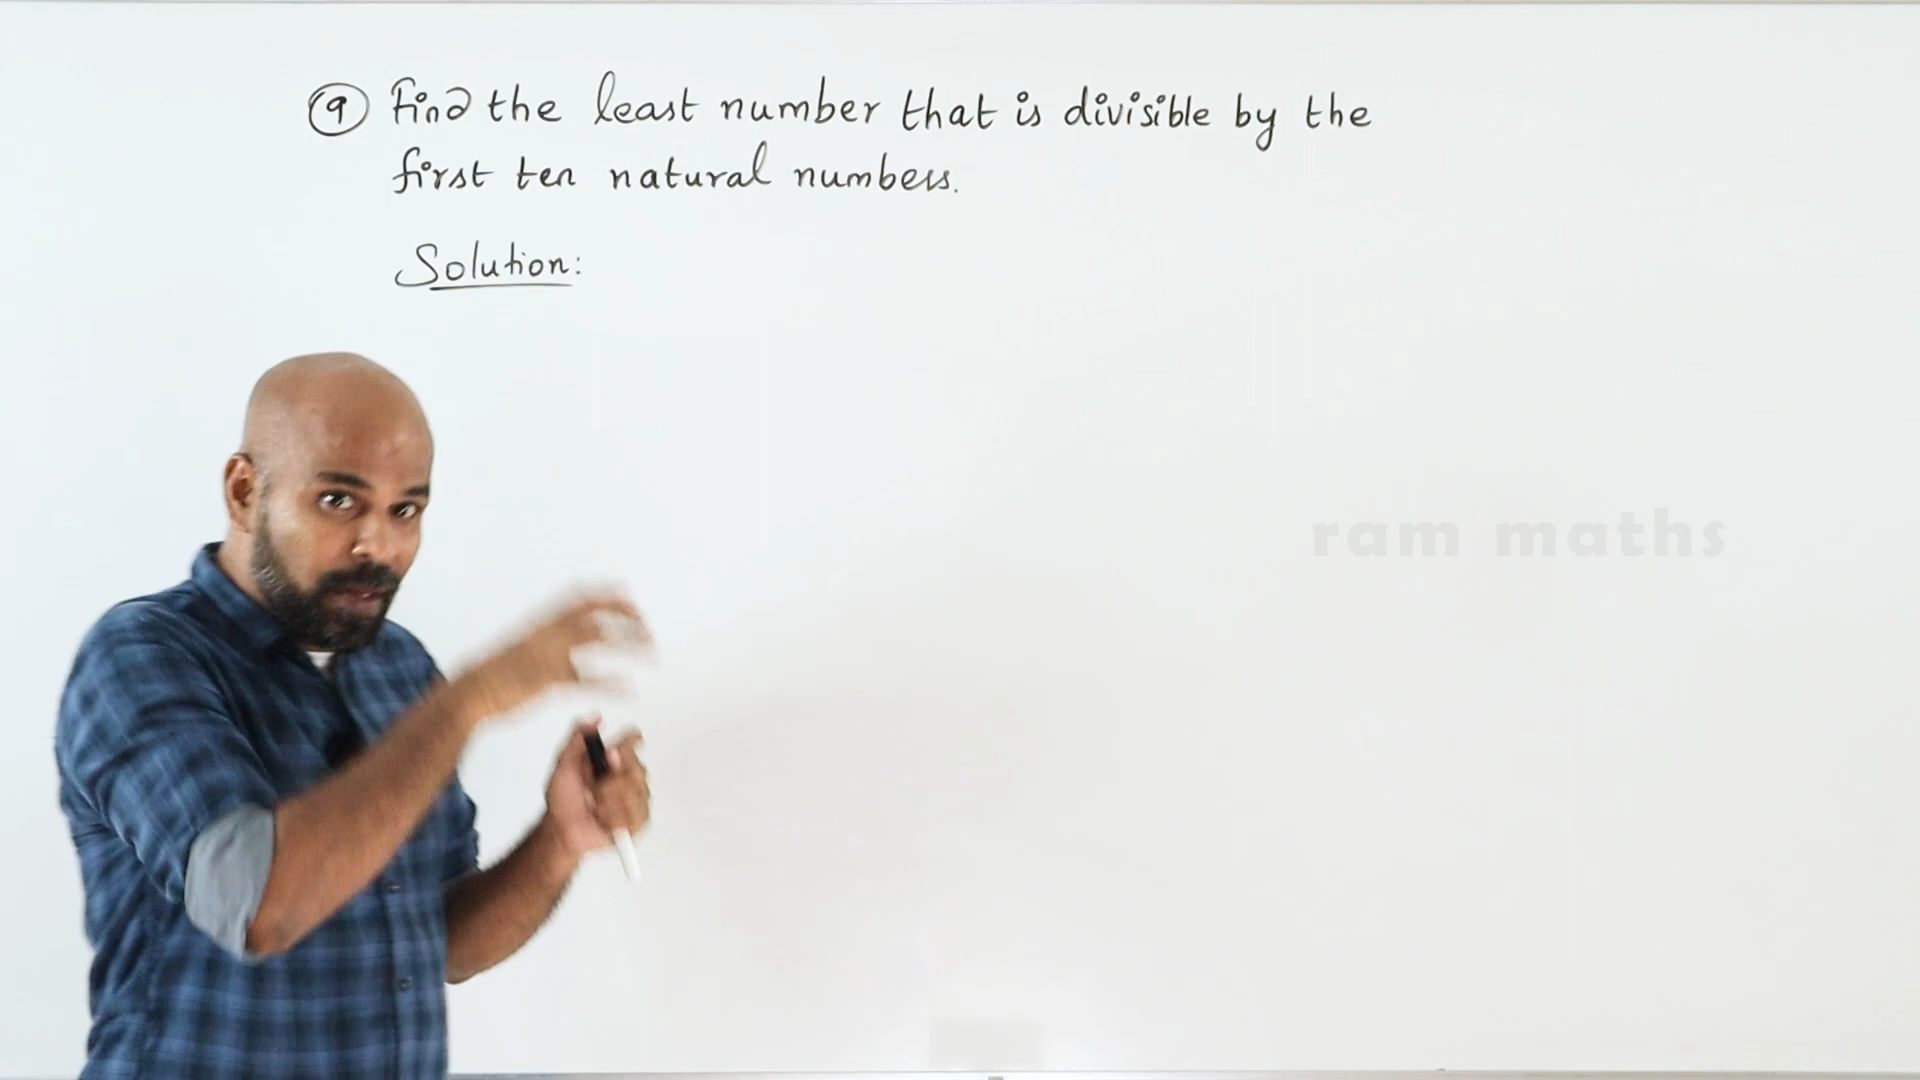 9 Find the least number that is divisible by the
first ten natural numbers.
Solution:
ram maths